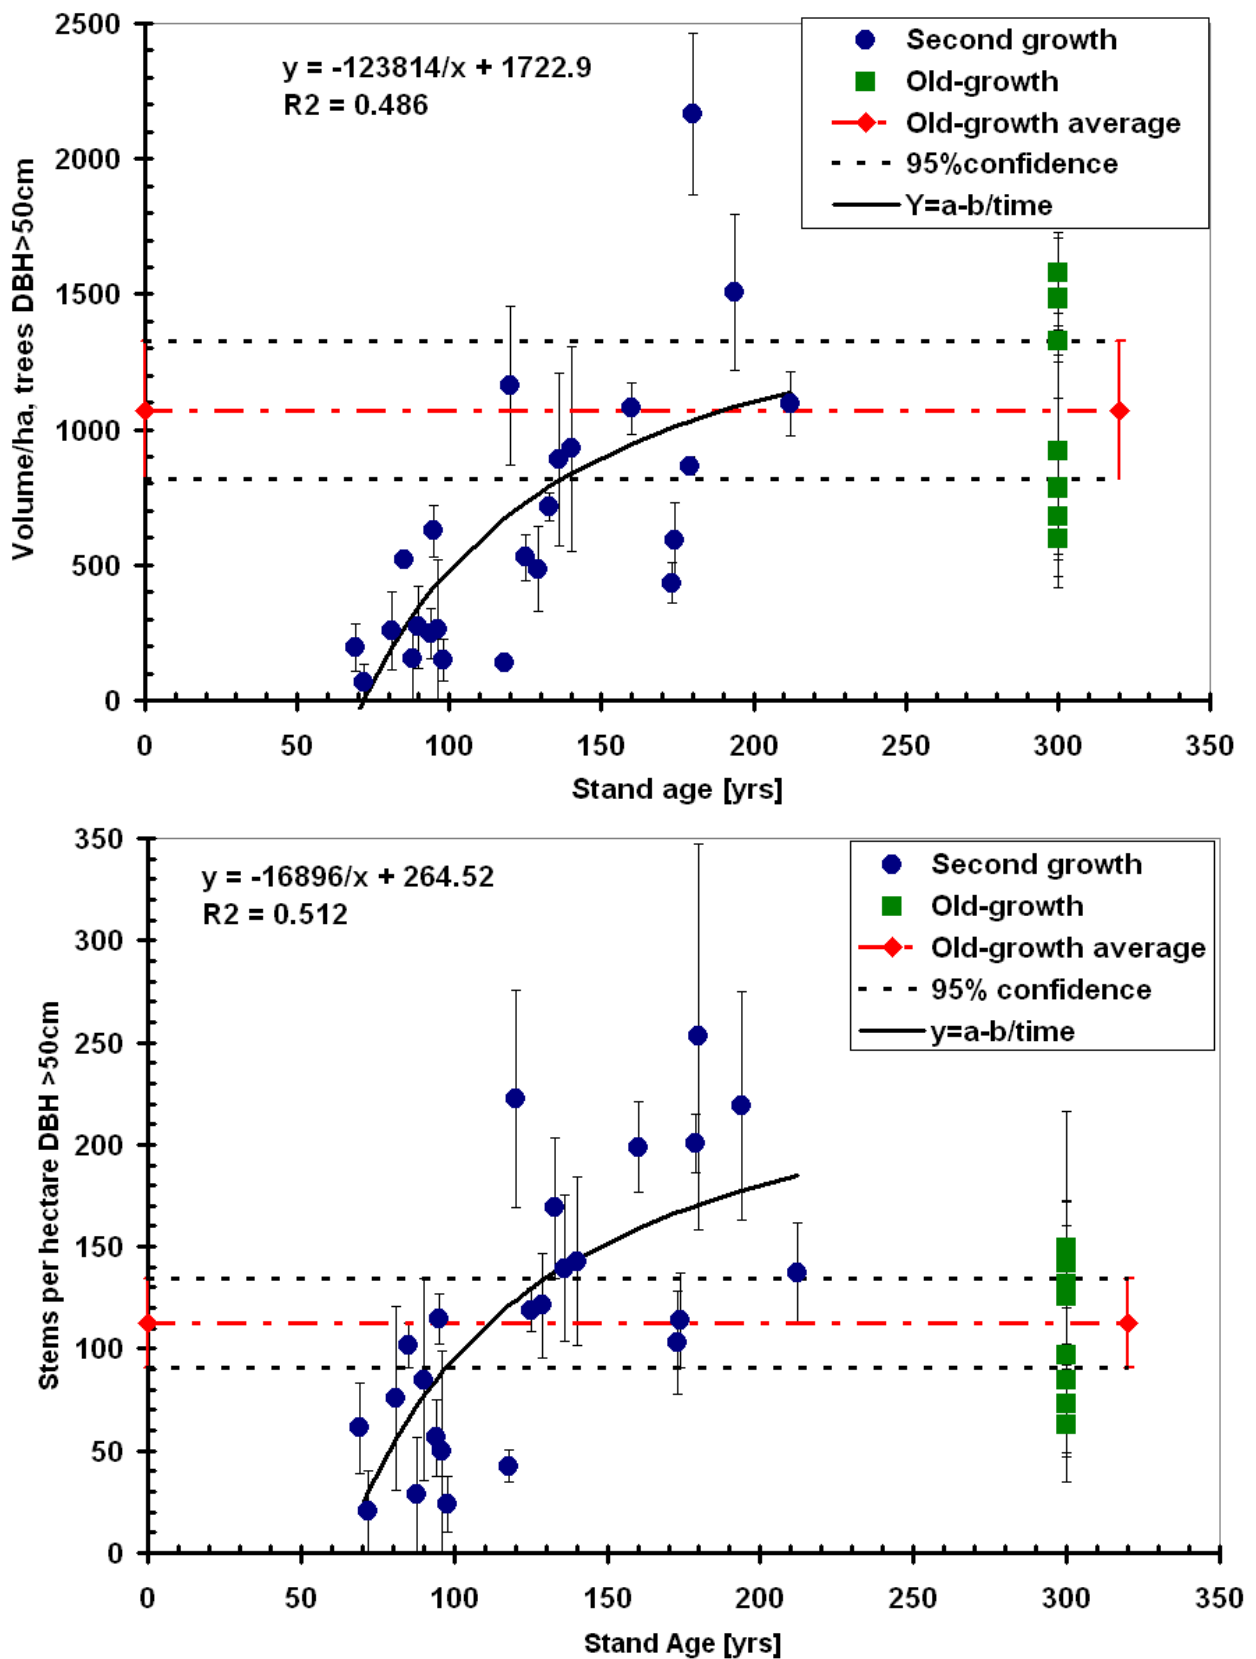 2500
2000
1500
1000
500
0
Volume/ha, trees DBH>50cm
y = -123814/x + 1722.9
R2 = 0.486
Second growth
Old-growth
Old-growth average
95%confidence
Y=a-b/time
0 50 100 150 200 250 300 350
Stand age [yrs]
350
300
250
200
150
100
50
0
Stems per hectare DBH >50cm
y = -16896/x + 264.52
R2 = 0.512
Second growth
Old-growth
Old-growth average
95% confidence
y=a-b/time
0 50 100 150 200 250 300 350
Stand Age [yrs]